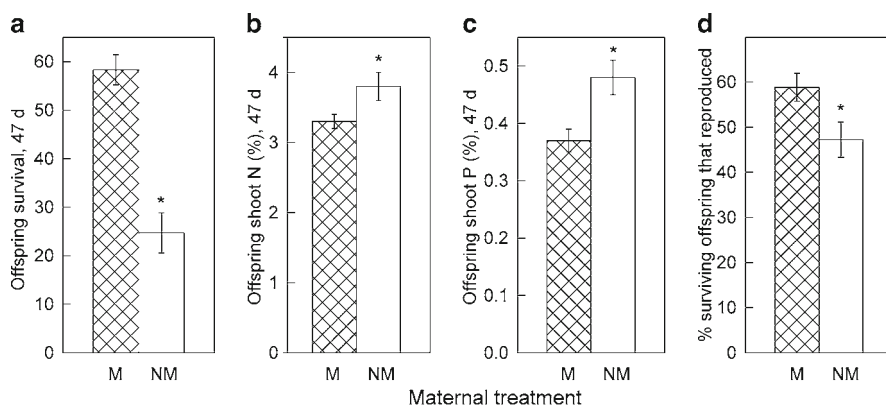 a
Offspring survival, 47 d
60
50
40
30
20
10
0
*
M NM
b
Offspring shoot N (%), 47 d
4
3
2
1
0
*
M NM
c
Offspring shoot P (%), 47 d
0.5
0.4
0.3
0.2
0.1
0.0
*
M NM
d
% surviving offspring that reproduced
60
50
40
30
20
10
0
*
M NM
Maternal treatment